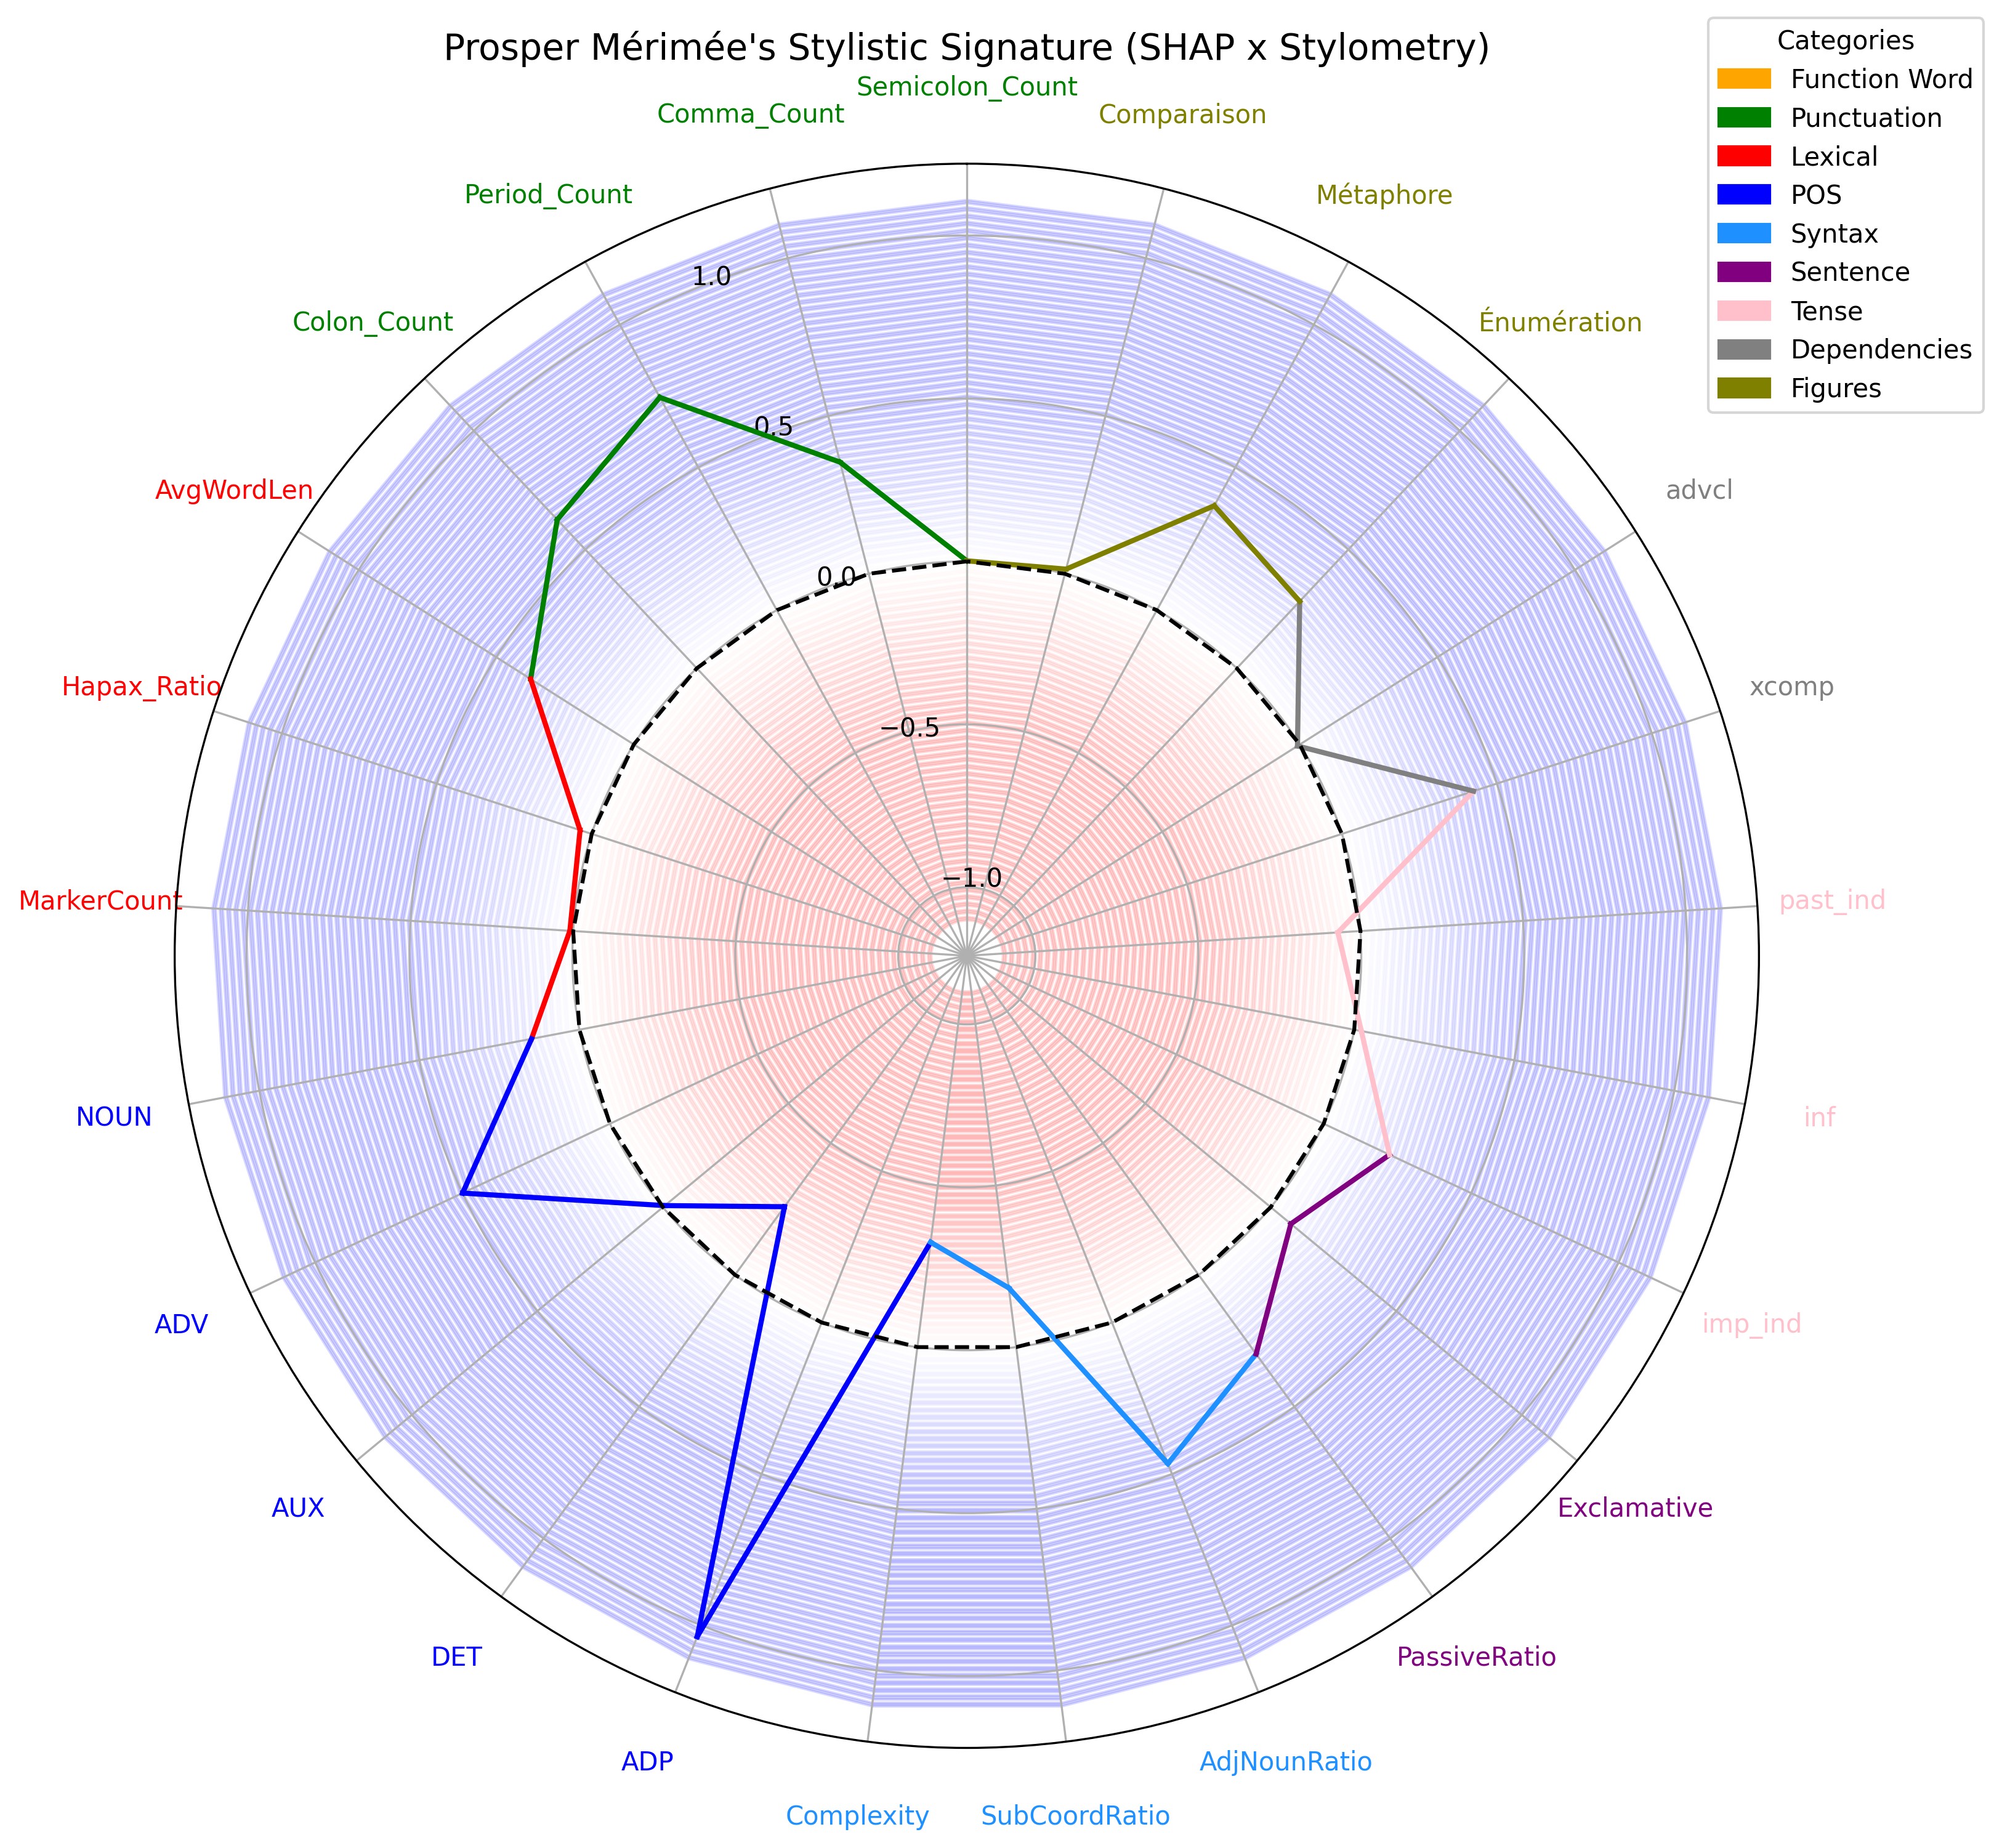 Prosper Mérimée's Stylistic Signature (SHAP x Stylometry)
Categories
Function Word
Punctuation
Lexical
POS
Syntax
Sentence
Tense
Dependencies
Figures
Semicolon_Count
Comma_Count
Comparaison
Period_Count
Métaphore
Colon_Count
Énumération
AvgWordLen
advcl
Hapax_Ratio
xcomp
MarkerCount
past_ind
NOUN
inf
ADV
imp_ind
AUX
Exclamative
DET
PassiveRatio
ADP
AdjNounRatio
Complexity
SubCoordRatio
1.0
0.5
0.0
−0.5
−1.0